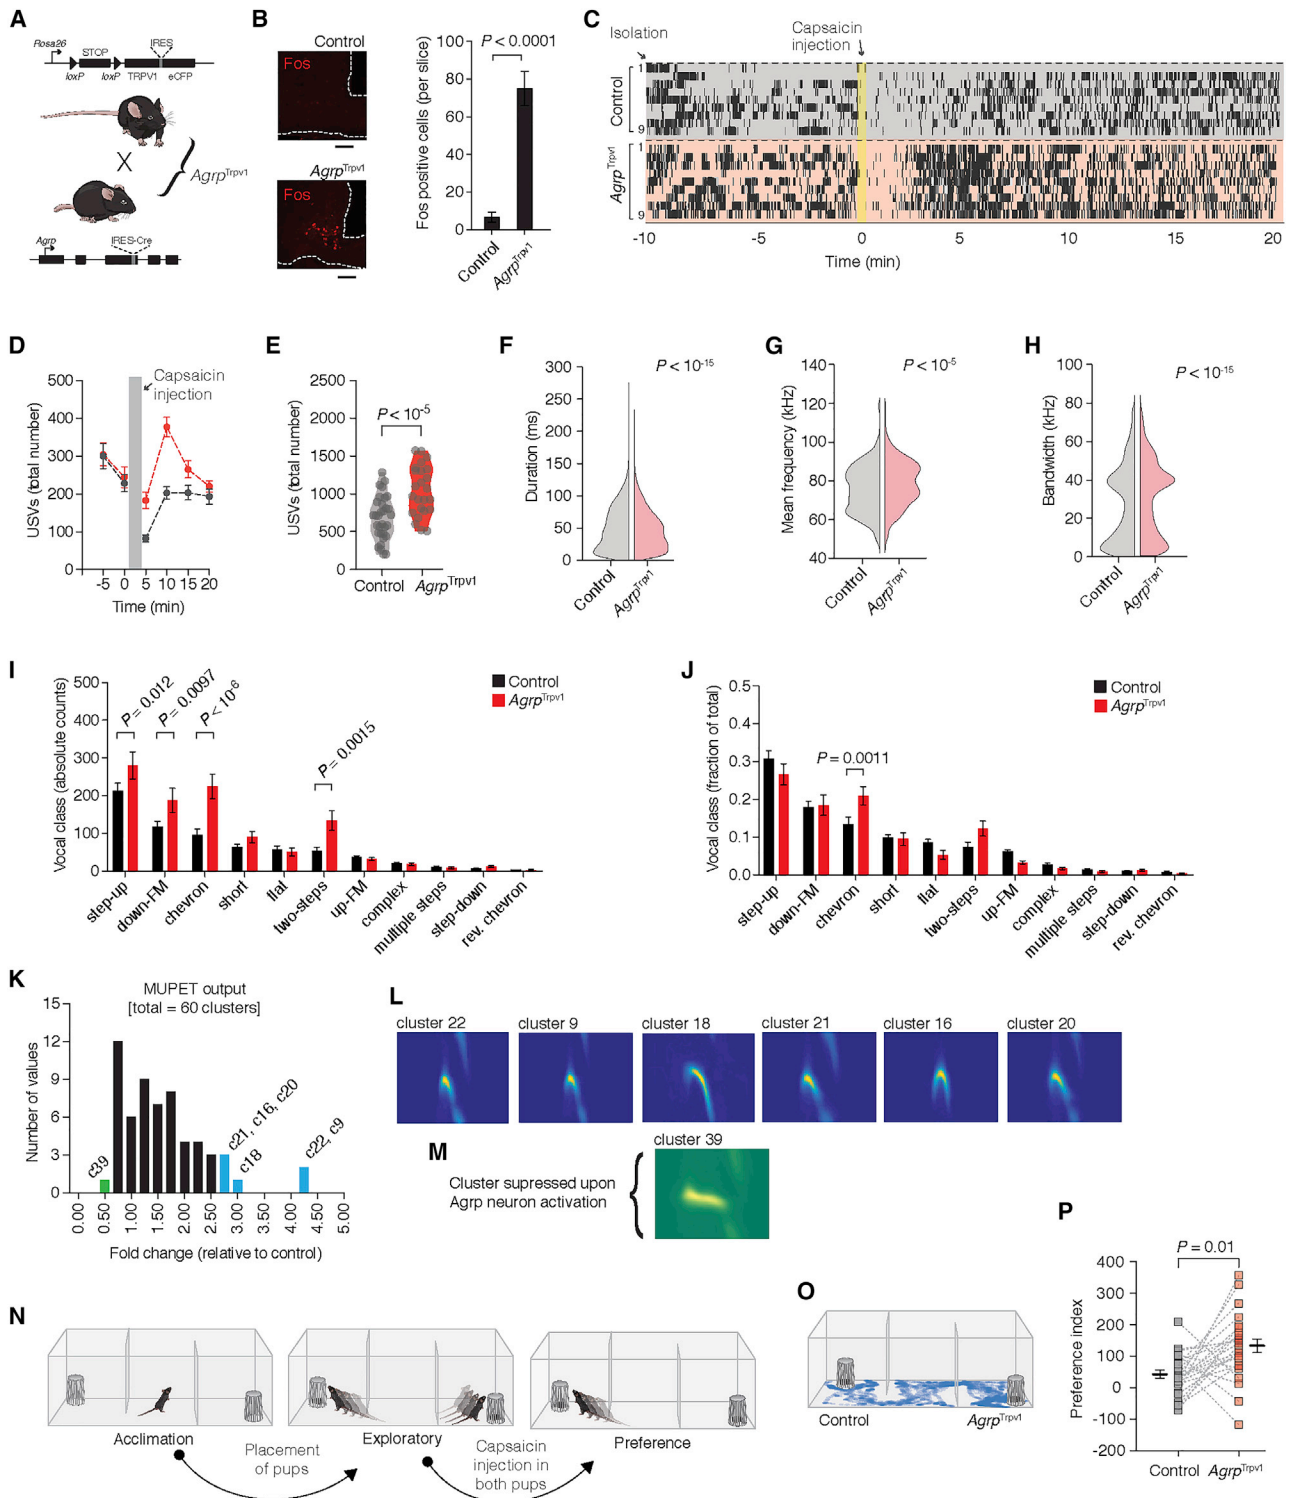 A
Rosa26
STOP
IRES
loxP
loxP
TRPV1
eCFP
X
Agrp^Trpv1
Agrp
IRES-Cre
B
Control
Fos
Agrp^Trpv1
Fos
Fos positive cells (per slice)
100
80
60
40
20
0
P < 0.0001
Control
Agrp^Trpv1
C
Isolation
Capsaicin
injection
Control
1
9
Agrp^Trpv1
1
9
-10
-5
0
5
10
15
20
Time (min)
D
USVs (total number)
500
400
300
200
100
0
Capsaicin
injection
-5
0
5
10
15
20
Time (min)
E
USVs (total number)
2500
2000
1500
1000
500
0
P < 10^-5
Control
Agrp^Trpv1
F
Duration (ms)
300
200
150
100
50
0
P < 10^-15
Control
Agrp^Trpv1
G
Mean frequency (kHz)
140
120
100
80
60
40
P < 10^-5
Control
Agrp^Trpv1
H
Bandwidth (kHz)
100
80
60
40
20
0
P < 10^-15
Control
Agrp^Trpv1
I
Vocal class (absolute counts)
500
400
300
200
100
0
P = 0.012
P = 0.0097
P < 10^-6
P = 0.0015
Control
Agrp^Trpv1
step-up
down-FM
chevron
short
flat
two-steps
up-FM
complex
multiple steps
step-down
rev. chevron
J
Vocal class (fraction of total)
0.5
0.4
0.3
0.2
0.1
0.0
P = 0.0011
Control
Agrp^Trpv1
step-up
down-FM
chevron
short
flat
two-steps
up-FM
complex
multiple steps
step-down
rev. chevron
K
MUPET output
[total = 60 clusters]
Number of values
15
12
9
6
3
0
c39
c21, c16, c20
c18
c22, c9
0.00
0.50
1.00
1.50
2.00
2.50
3.00
3.50
4.00
4.50
5.00
Fold change (relative to control)
L
cluster 22
cluster 9
cluster 18
cluster 21
cluster 16
cluster 20
M
cluster 39
Cluster supressed upon
Agrp neuron activation
N
Acclimation
Exploratory
Preference
Placement
of pups
Capsaicin
injection in
both pups
O
Control
Agrp^Trpv1
P
Preference index
400
300
200
100
0
-100
-200
P = 0.01
Control
Agrp^Trpv1